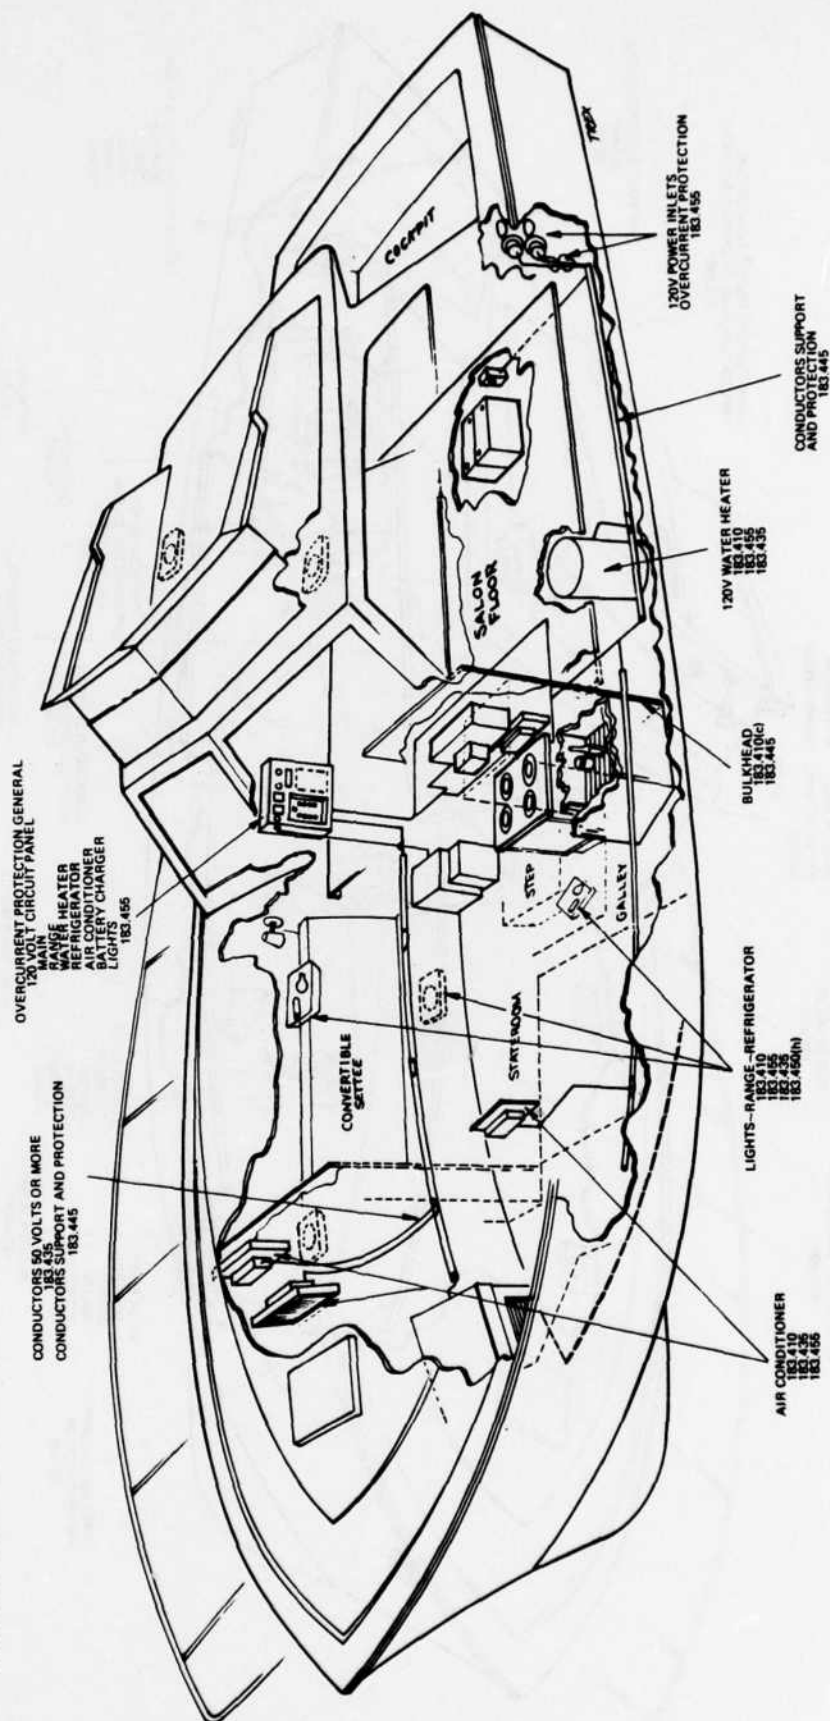 OVERCURRENT PROTECTION GENERAL
120 VOLT CIRCUIT PANEL
MAIN
RANGE
WATER HEATER
REFRIGERATOR
AIR CONDITIONER
BATTERY CHARGER
LIGHTS
183.455
CONDUCTORS 50 VOLTS OR MORE
183.435
CONDUCTORS SUPPORT AND PROTECTION
183.445
COCKPIT
SALON
FLOOR
CONVERTIBLE
SETTEE
STATEROOM
STEP
GALLEY
AIR CONDITIONER
183.410
183.435
183.455
LIGHTS-RANGE-REFRIGERATOR
183.410
183.455
183.435
183.450(h)
BULKHEAD
183.410(c)
183.445
120V WATER HEATER
183.410
183.455
183.435
CONDUCTORS SUPPORT
AND PROTECTION
183.445
120V POWER INLETS
OVERCURRENT PROTECTION
183.455